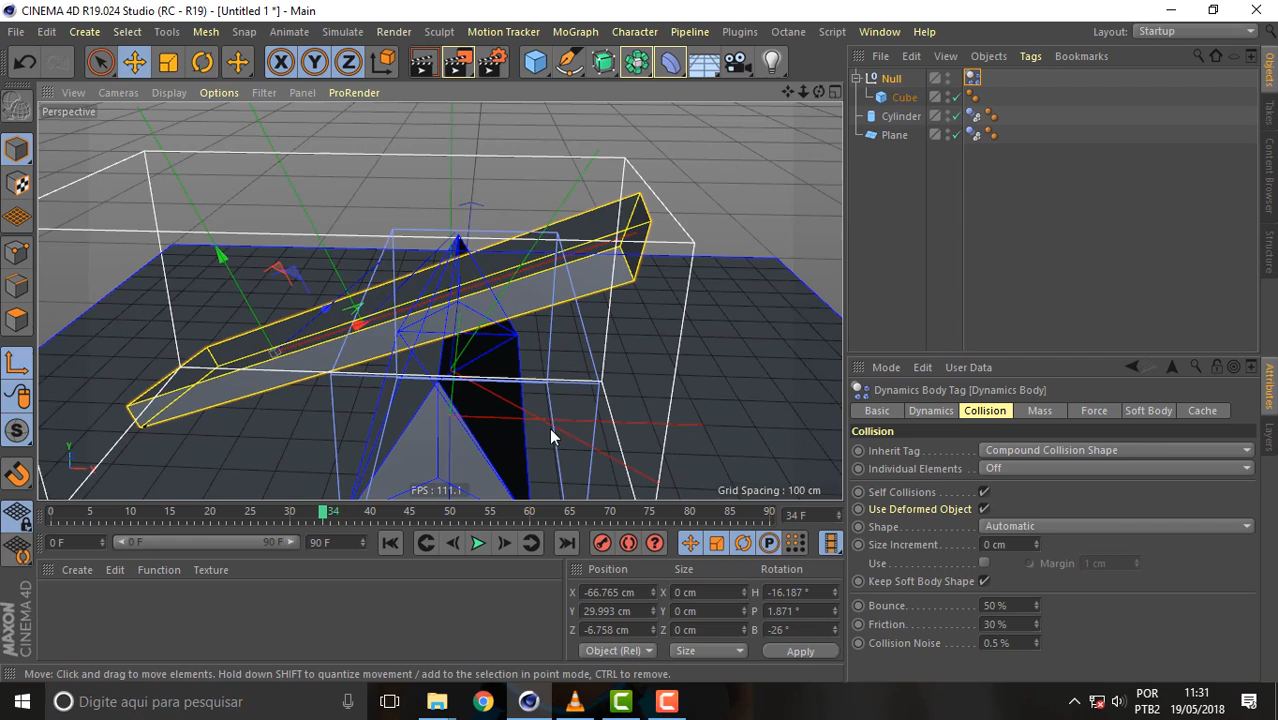 CINEMA 4D R19.024 Studio (RC - R19) - [Untitled 1 *] - Main
File Edit Create Select Tools Mesh Snap Animate Simulate Render Sculpt Motion Tracker MoGraph Character Pipeline Plugins Octane Script Window Help Layout: Startup
File Edit View Objects Tags Bookmarks
View Cameras Display Options Filter Panel ProRender
Perspective
Null
Cube
Cylinder
Plane
Objects
Takes
Content Browser
Structure
Mode Edit User Data
Attributes
Layers
Dynamics Body Tag [Dynamics Body]
Basic Dynamics Collision Mass Force Soft Body Cache
Collision
Inherit Tag Compound Collision Shape
Individual Elements Off
Self Collisions
Use Deformed Object
Shape Automatic
Size Increment 0 cm
Use Margin 1 cm
Keep Soft Body Shape
Bounce 50 %
Friction 30 %
Collision Noise 0.5 %
Y
X
FPS : 111.1
Grid Spacing : 100 cm
0 5 10 15 20 25 30 34 40 45 50 55 60 65 70 75 80 85 90 34 F
0 F 0 F 90 F 90 F
Create Edit Function Texture
Position Size Rotation
X -66.765 cm X 0 cm H -16.187 °
Y 29.993 cm Y 0 cm P 1.871 °
Z -6.758 cm Z 0 cm B -26 °
Object (Rel) Size Apply
MAXON CINEMA 4D
Move: Click and drag to move elements. Hold down SHIFT to quantize movement / add to the selection in point mode, CTRL to remove.
Digite aqui para pesquisar
POR
PTB2
11:31
19/05/2018